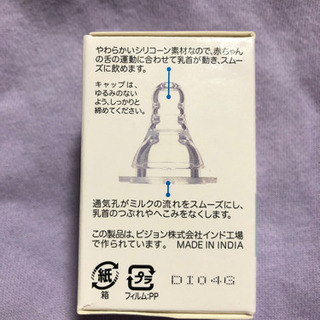 やわらかいシリコーン素材なので、赤ちゃん
の舌の運動に合わせて乳首が動き、スムー
ズに飲めます。
キャップは、
ゆるみのない
よう、しっかりと
締めてください。
通気孔がミルクの流れをスムーズにし、
乳首のつぶれやへこみをなくします。
この製品は、ピジョン株式会社インド工場
で作られています。 MADE IN INDIA
紙
箱
プラ
フィルム:PP
DI04G